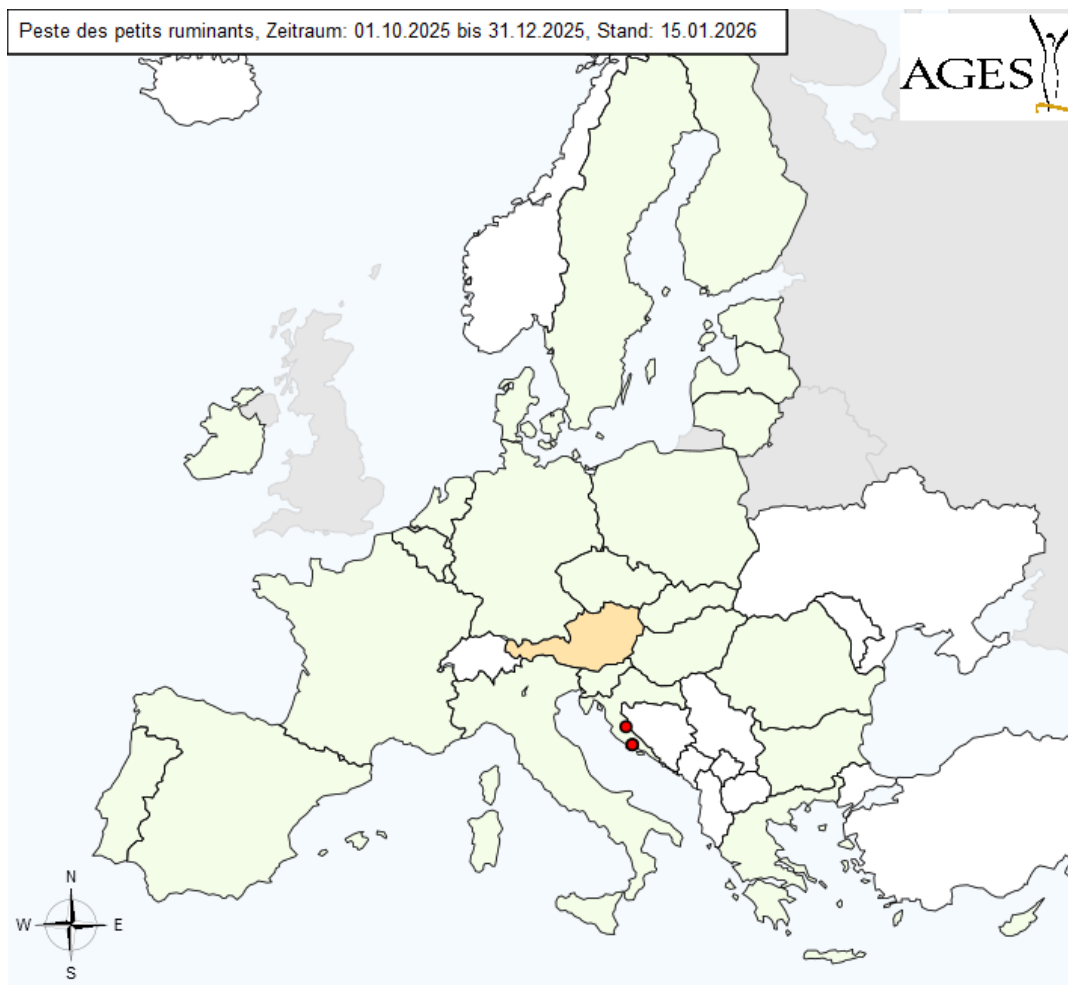 Peste des petits ruminants, Zeitraum: 01.10.2025 bis 31.12.2025, Stand: 15.01.2026
AGES
N
W E
S